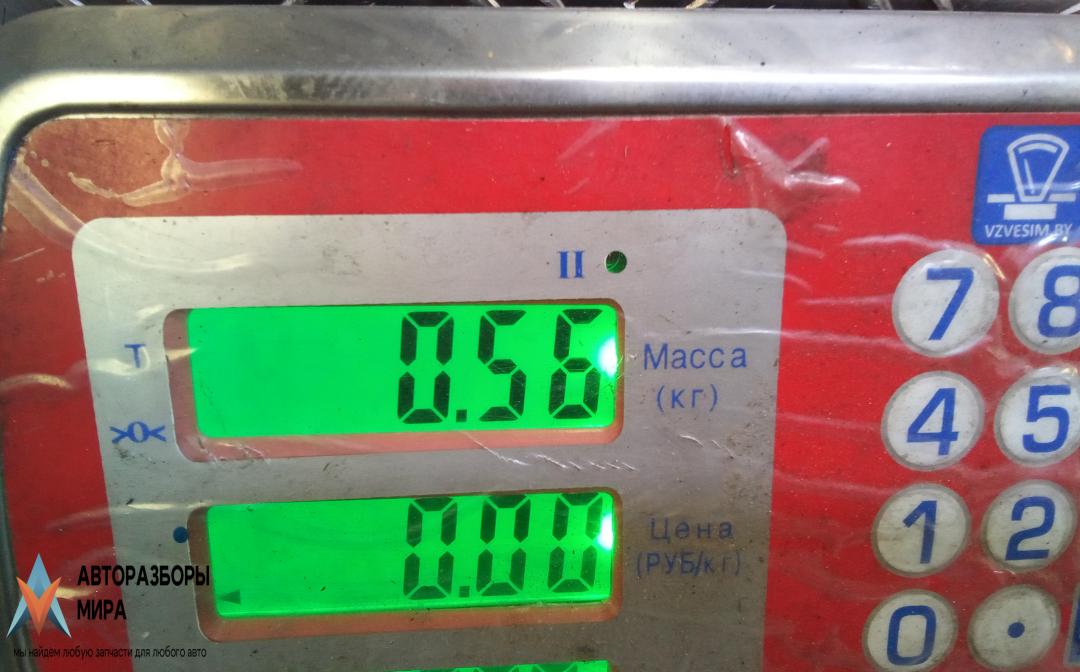 VZVESIM.BY
II
0.56
T
Масса
(кг)
>0<
0.00
Цена
(РУБ/кг)
7 8
4 5
1 2
0 .
АВТОРАЗБОРЫ
МИРА
мы найдем любую запчасти для любого авто